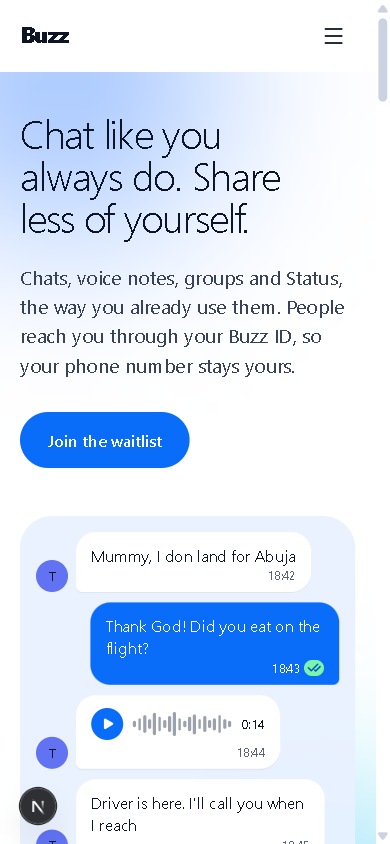 Buzz
Chat like you
always do. Share
less of yourself.
Chats, voice notes, groups and Status,
the way you already use them. People
reach you through your Buzz ID, so
your phone number stays yours.
Join the waitlist
Mummy, I don land for Abuja
18:42
T
Thank God! Did you eat on the
flight?
18:43
0:14
18:44
T
N
Driver is here. I'll call you when
I reach
18:45
T